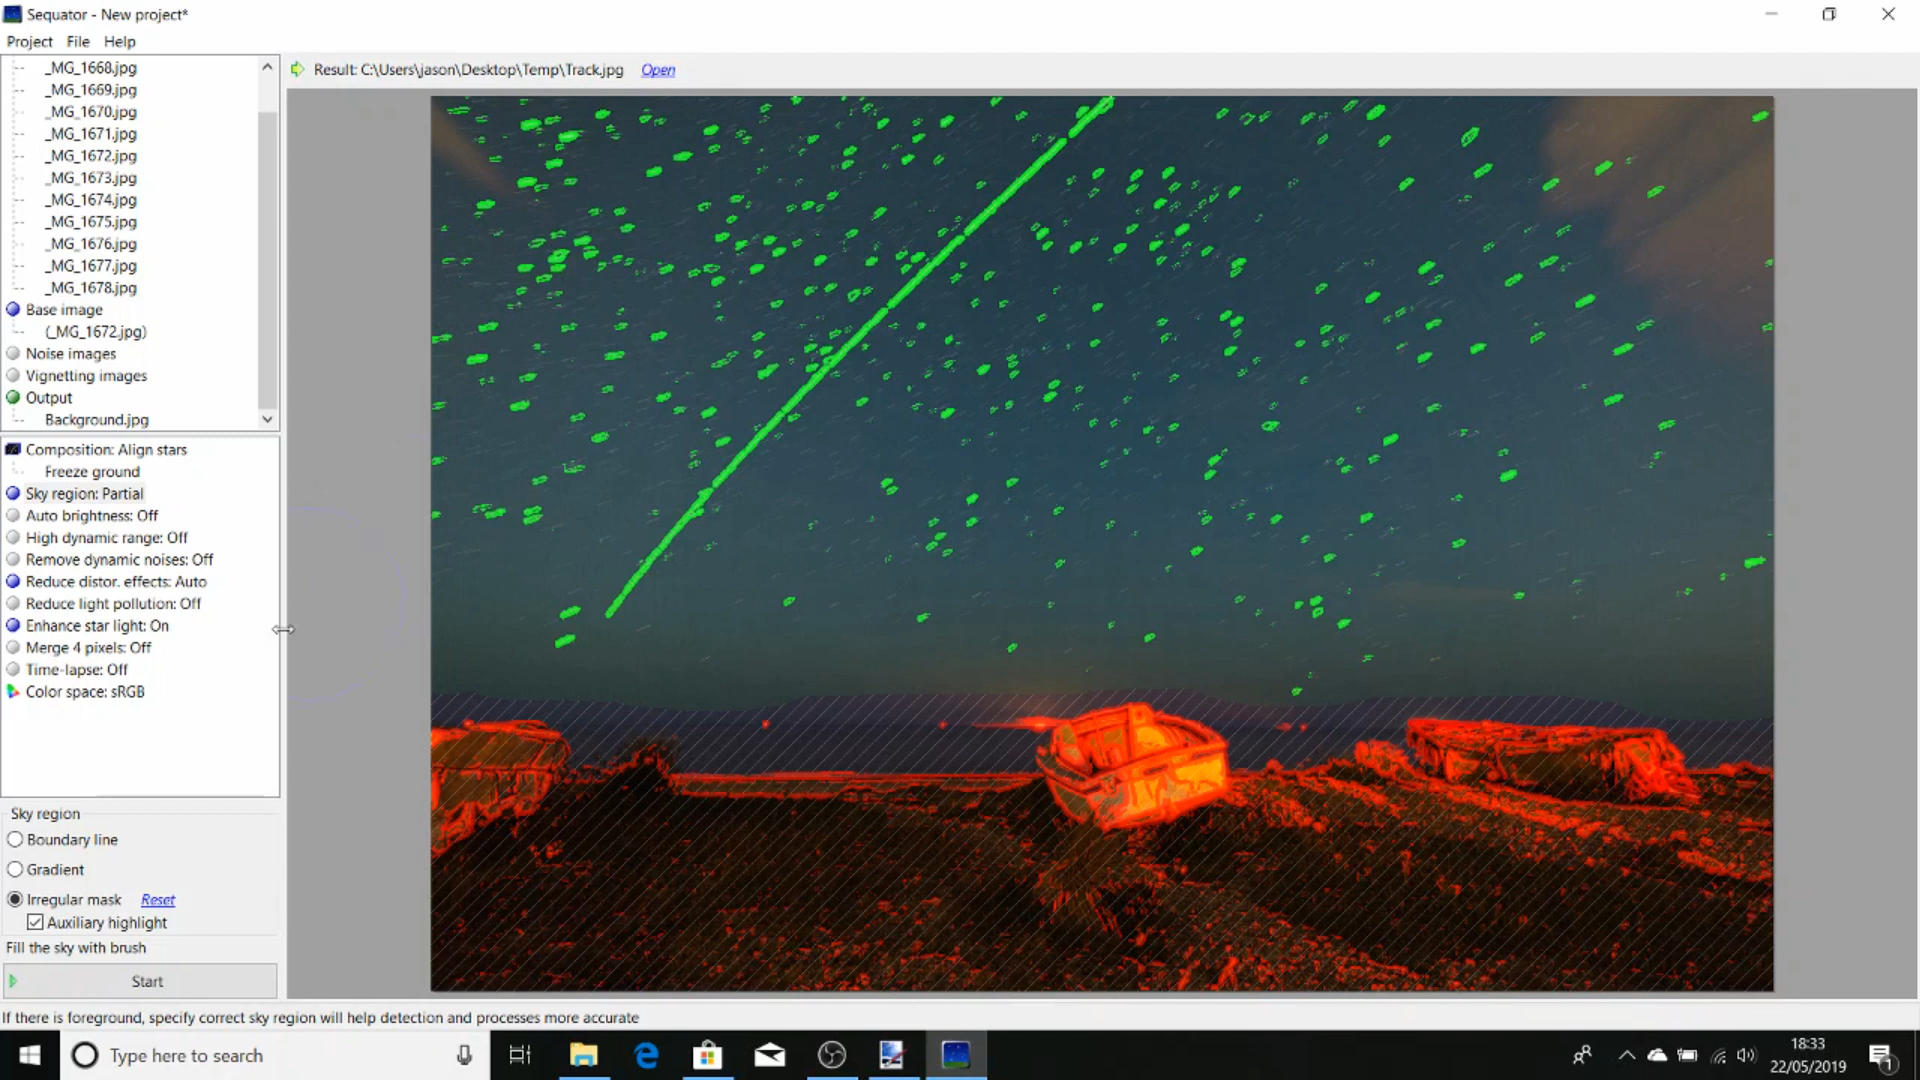 Sequator - New project*
Project File Help
_MG_1668.jpg
_MG_1669.jpg
_MG_1670.jpg
_MG_1671.jpg
_MG_1672.jpg
_MG_1673.jpg
_MG_1674.jpg
_MG_1675.jpg
_MG_1676.jpg
_MG_1677.jpg
_MG_1678.jpg
Base image
(_MG_1672.jpg)
Noise images
Vignetting images
Output
Background.jpg
Composition: Align stars
Freeze ground
Sky region: Partial
Auto brightness: Off
High dynamic range: Off
Remove dynamic noises: Off
Reduce distor. effects: Auto
Reduce light pollution: Off
Enhance star light: On
Merge 4 pixels: Off
Time-lapse: Off
Color space: sRGB
Sky region
Boundary line
Gradient
Irregular mask Reset
Auxiliary highlight
Fill the sky with brush
Start
Result: C:\Users\jason\Desktop\Temp\Track.jpg Open
If there is foreground, specify correct sky region will help detection and processes more accurate
Type here to search
18:33
22/05/2019
1